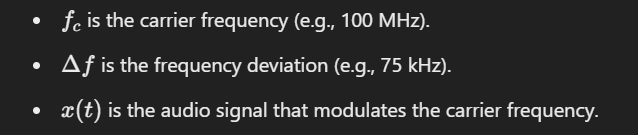 • f_c is the carrier frequency (e.g., 100 MHz).
• Δf is the frequency deviation (e.g., 75 kHz).
• x(t) is the audio signal that modulates the carrier frequency.